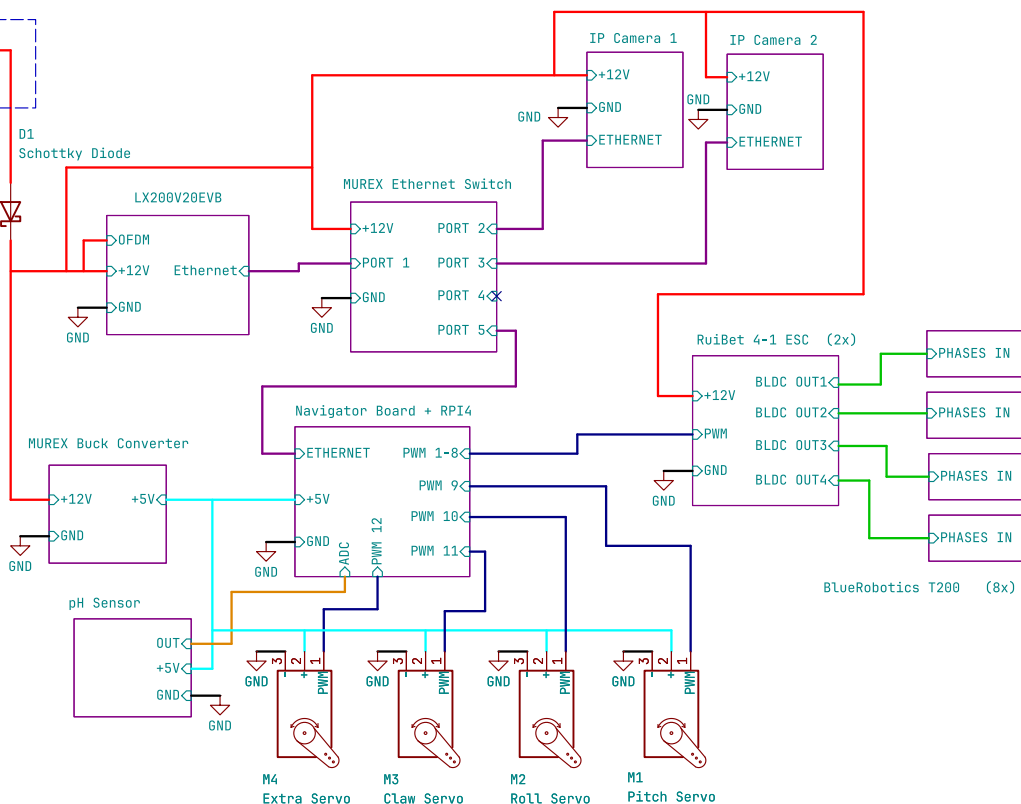 IP Camera 1
IP Camera 2
+12V
GND
ETHERNET
GND
+12V
GND
ETHERNET
GND
D1
Schottky Diode
LX200V20EVB
OFDM
+12V
Ethernet
GND
GND
MUREX Ethernet Switch
+12V
PORT 2
PORT 1
PORT 3
GND
PORT 4
PORT 5
GND
RuiBet 4-1 ESC (2x)
BLDC OUT1
+12V
BLDC OUT2
PWM
BLDC OUT3
GND
BLDC OUT4
GND
PHASES IN
PHASES IN
PHASES IN
PHASES IN
BlueRobotics T200 (8x)
Navigator Board + RPI4
ETHERNET
PWM 1-8
PWM 9
+5V
PWM 10
GND
PWM 11
ADC
PWM 12
GND
MUREX Buck Converter
+12V
+5V
GND
GND
pH Sensor
OUT
+5V
GND
GND
3
2
1
-
+
PWM
GND
M4
Extra Servo
3
2
1
-
+
PWM
GND
M3
Claw Servo
3
2
1
-
+
PWM
GND
M2
Roll Servo
3
2
1
-
+
PWM
GND
M1
Pitch Servo